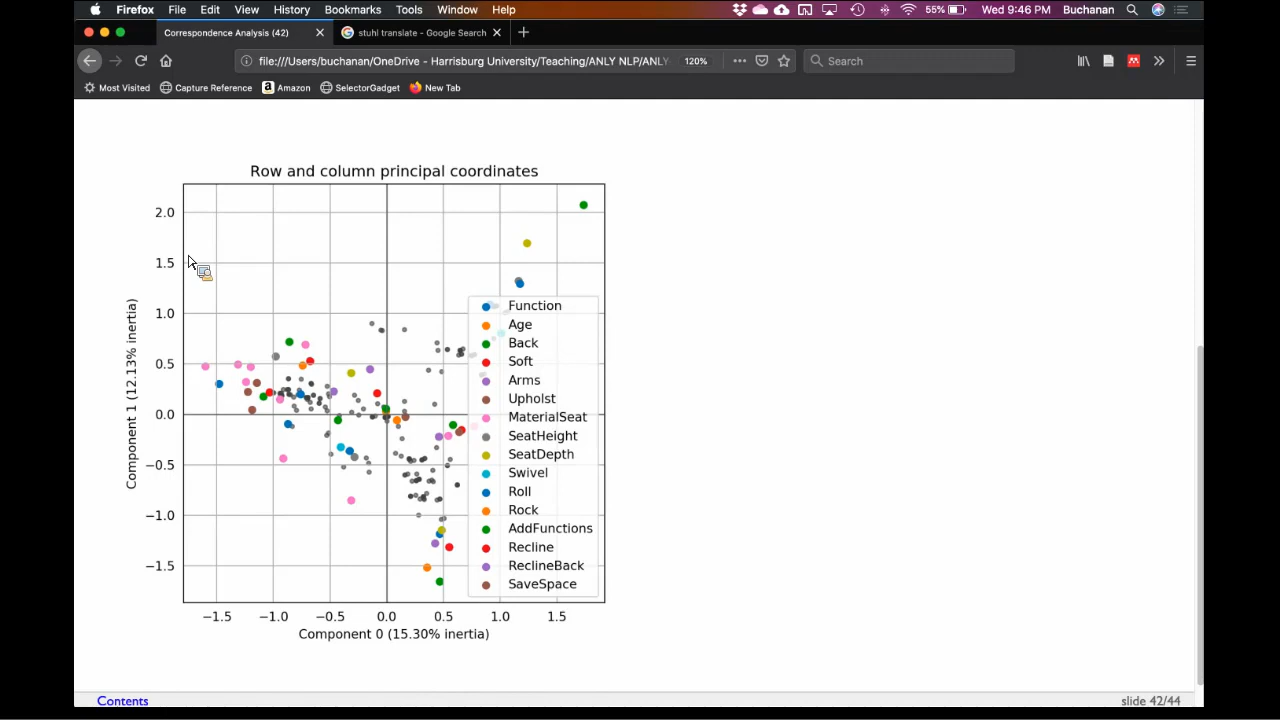 Firefox File Edit View History Bookmarks Tools Window Help 55% Wed 9:46 PM Buchanan
Correspondence Analysis (42) stuhl translate - Google Search
file:///Users/buchanan/OneDrive - Harrisburg University/Teaching/ANLY NLP/ANLY 120% Search
Most Visited Capture Reference Amazon SelectorGadget New Tab
Row and column principal coordinates
2.0
1.5
1.0
0.5
0.0
−0.5
−1.0
−1.5
Component 1 (12.13% inertia)
Function
Age
Back
Soft
Arms
Upholst
MaterialSeat
SeatHeight
SeatDepth
Swivel
Roll
Rock
AddFunctions
Recline
ReclineBack
SaveSpace
−1.5 −1.0 −0.5 0.0 0.5 1.0 1.5
Component 0 (15.30% inertia)
Contents slide 42/44